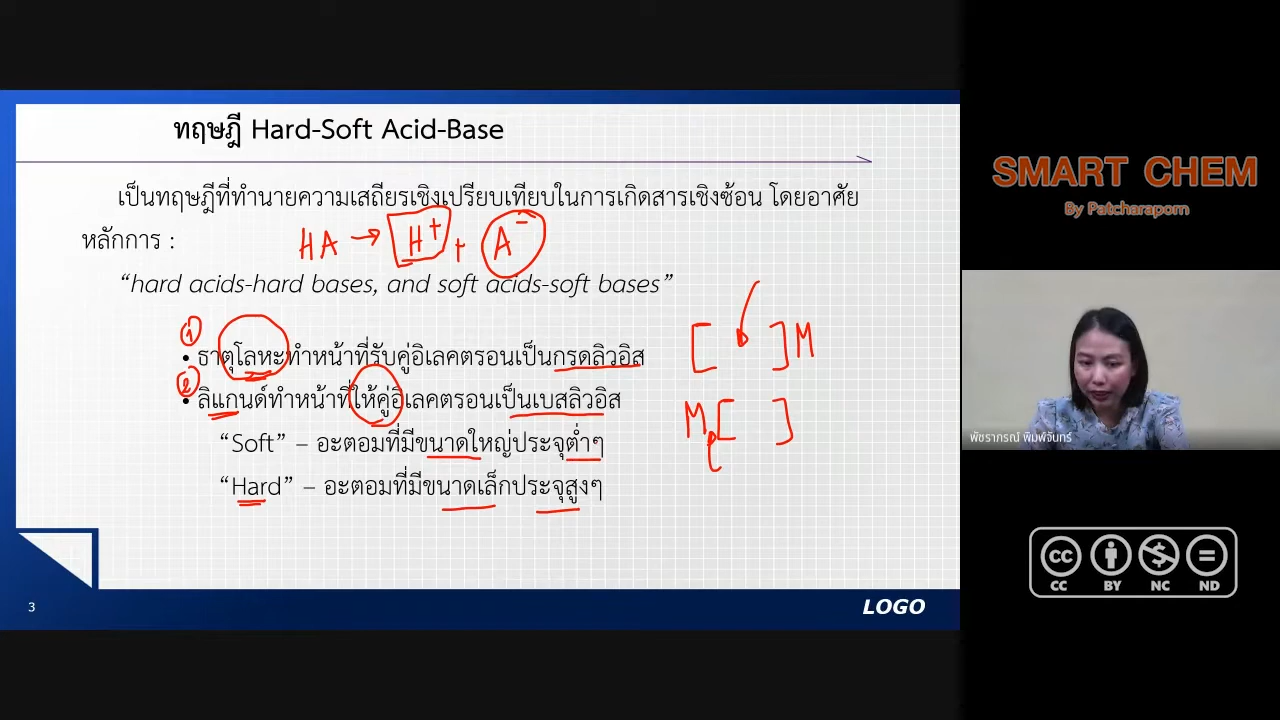 ทฤษฎี Hard-Soft Acid-Base
เป็นทฤษฎีที่ทำนายความเสถียรเชิงเปรียบเทียบในการเกิดสารเชิงซ้อน โดยอาศัย
หลักการ :
HA → H⁺ + A⁻
“hard acids-hard bases, and soft acids-soft bases”
①
• ธาตุโลหะทำหน้าที่รับคู่อิเลคตรอนเป็นกรดลิวอิส
[ ] M
②
• ลิแกนด์ทำหน้าที่ให้คู่อิเลคตรอนเป็นเบสลิวอิส
M [ ]
“Soft” – อะตอมที่มีขนาดใหญ่ประจุต่ำๆ
“Hard” – อะตอมที่มีขนาดเล็กประจุสูงๆ
3
LOGO
SMART CHEM
By Patcharaporn
พัชราภรณ์ พิมพ์จันทร์
cc
CC BY NC ND